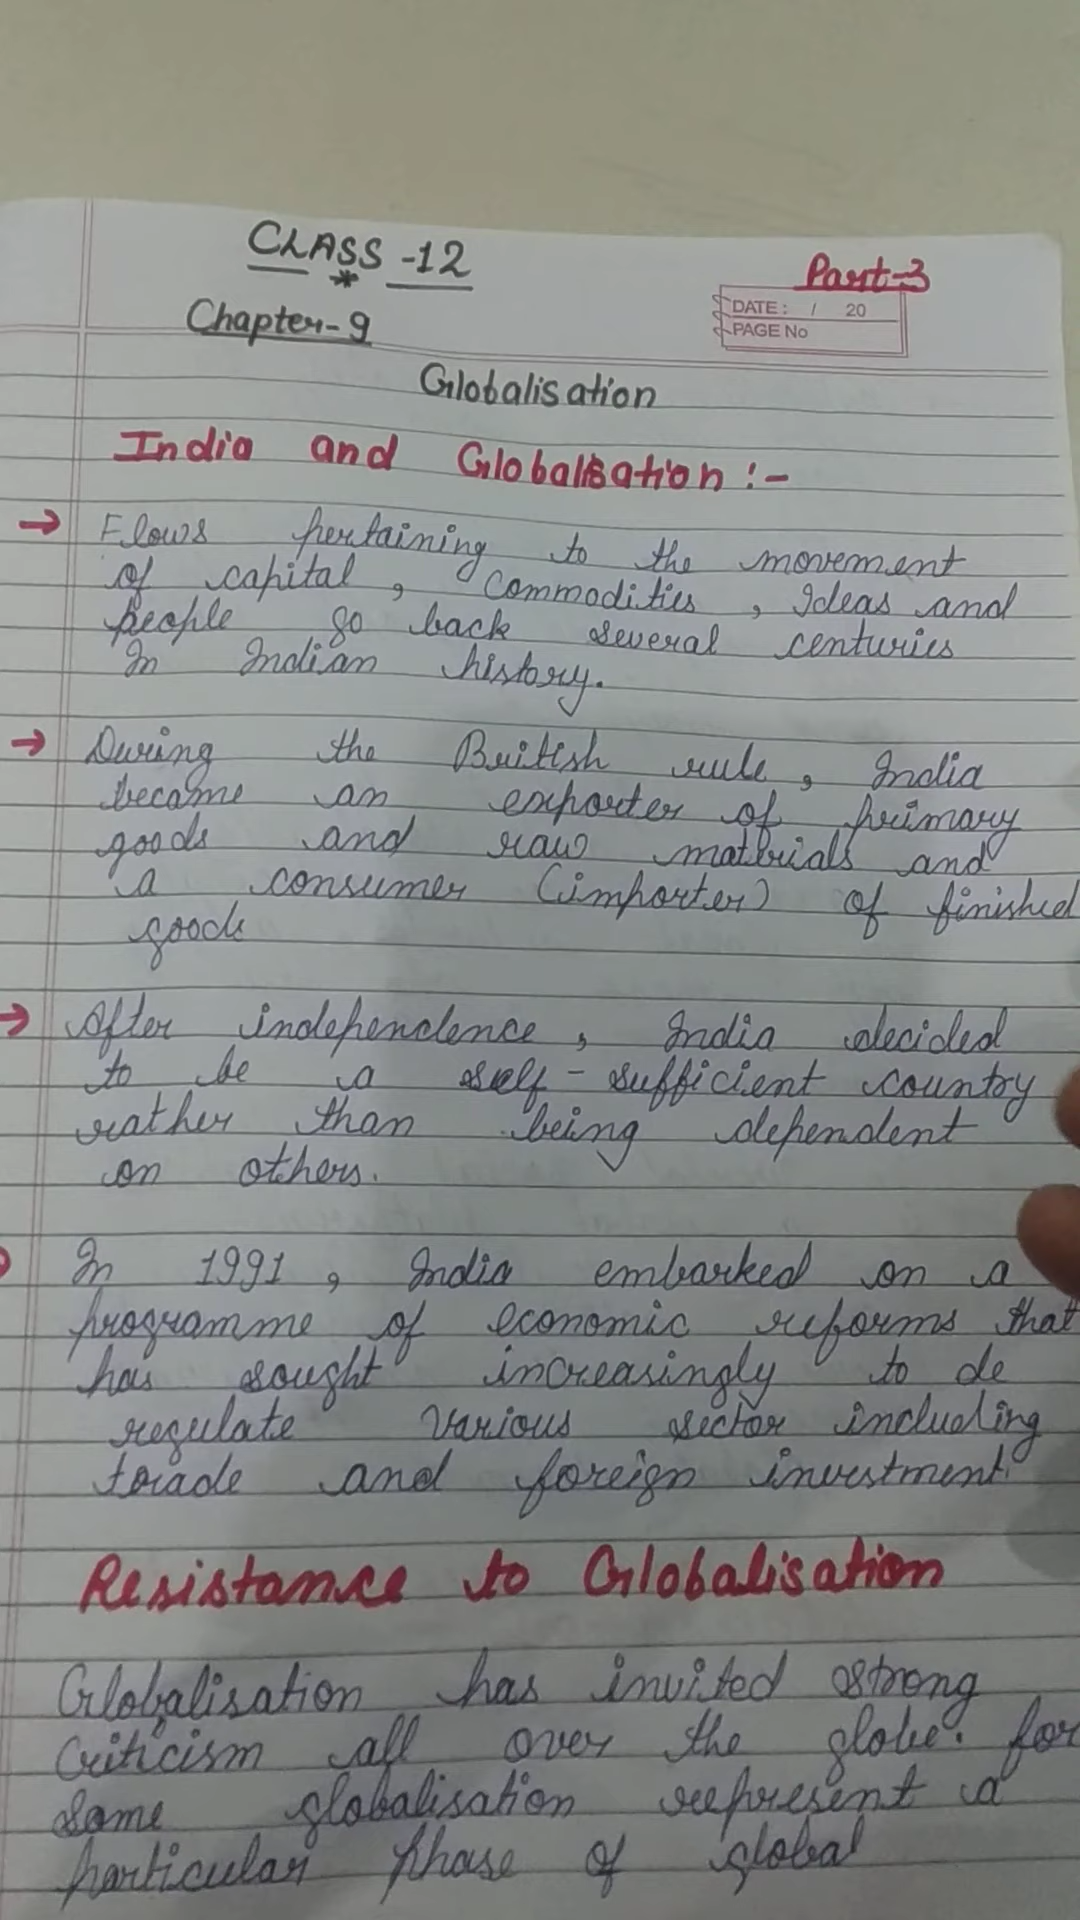 CLASS -12
Part-3
DATE: / 20
PAGE No
Chapter-9
Globalisation
India and Globalisation :-
→ Flows pertaining to the movement
of capital, Commodities, Ideas and
people go back several centuries
In Indian history.
→ During the British rule, India
became an exporter of primary
goods and raw materials and
a consumer (importer) of finished
goods
→ After independence, India decided
to be a self-sufficient country
rather than being dependent
on others.
In 1991, India embarked on a
programme of economic reforms that
has sought increasingly to de
regulate various sector including
trade and foreign investment.
Resistance to Globalisation
Globalisation has invited strong
criticism all over the globe. for
some globalisation represent a
particular phase of global